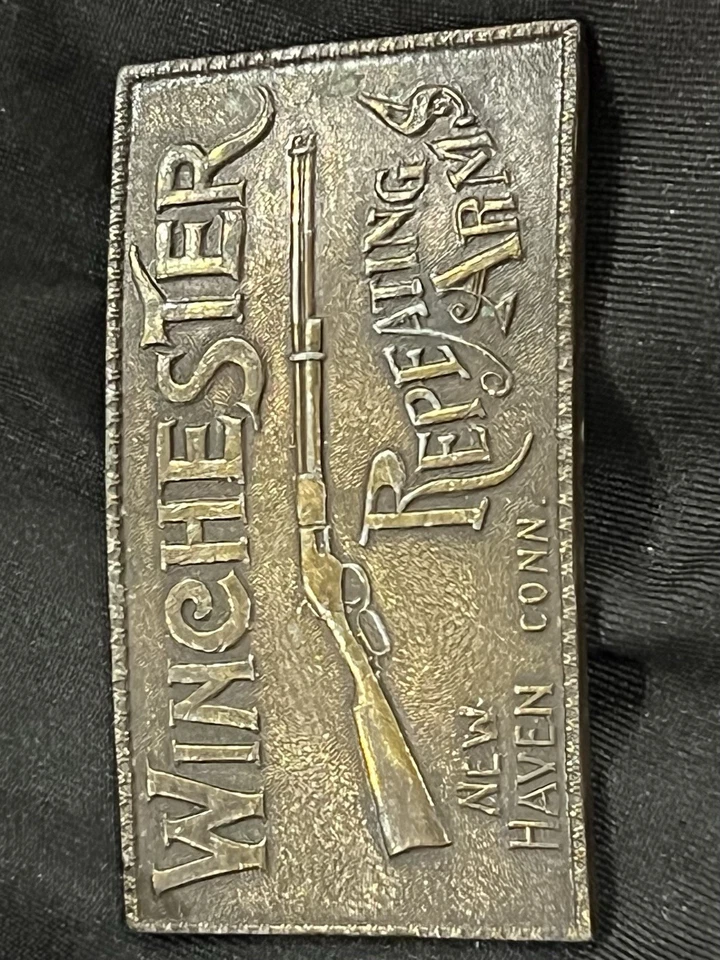 WINCHESTER
REPEATING
ARMS
NEW
HAVEN CONN.